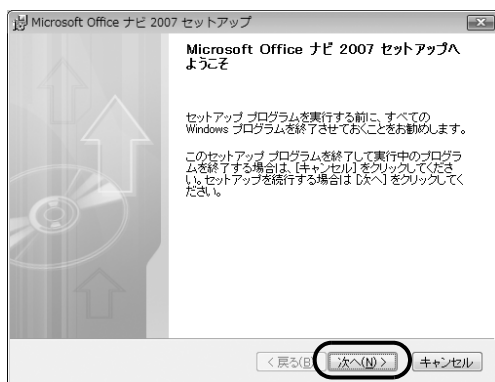 Microsoft Office ナビ 2007 セットアップ
Microsoft Office ナビ 2007 セットアップへ
ようこそ
セットアップ プログラムを実行する前に、すべての
Windows プログラムを終了させておくことをお勧めします。
このセットアップ プログラムを終了して実行中のプログラ
ムを終了する場合は、[キャンセル] をクリックしてくださ
い。セットアップを続行する場合は [次へ] をクリックしてく
ださい。
< 戻る(B) 次へ(N) > キャンセル